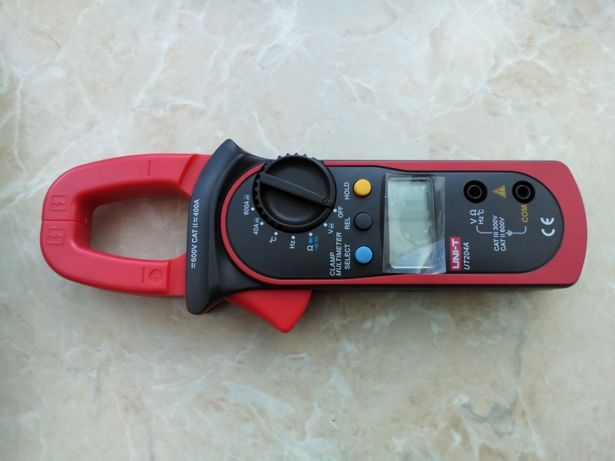 ≂600V CAT II ≂400A
600A≂
40A≂
°C
Hz
Ω
V≂
OFF
CLAMP
MULTIMETER
HOLD
REL
SELECT
UNI-T
UT204A
V Ω
Hz °C
COM
CAT III 300V
CAT II 600V
CE